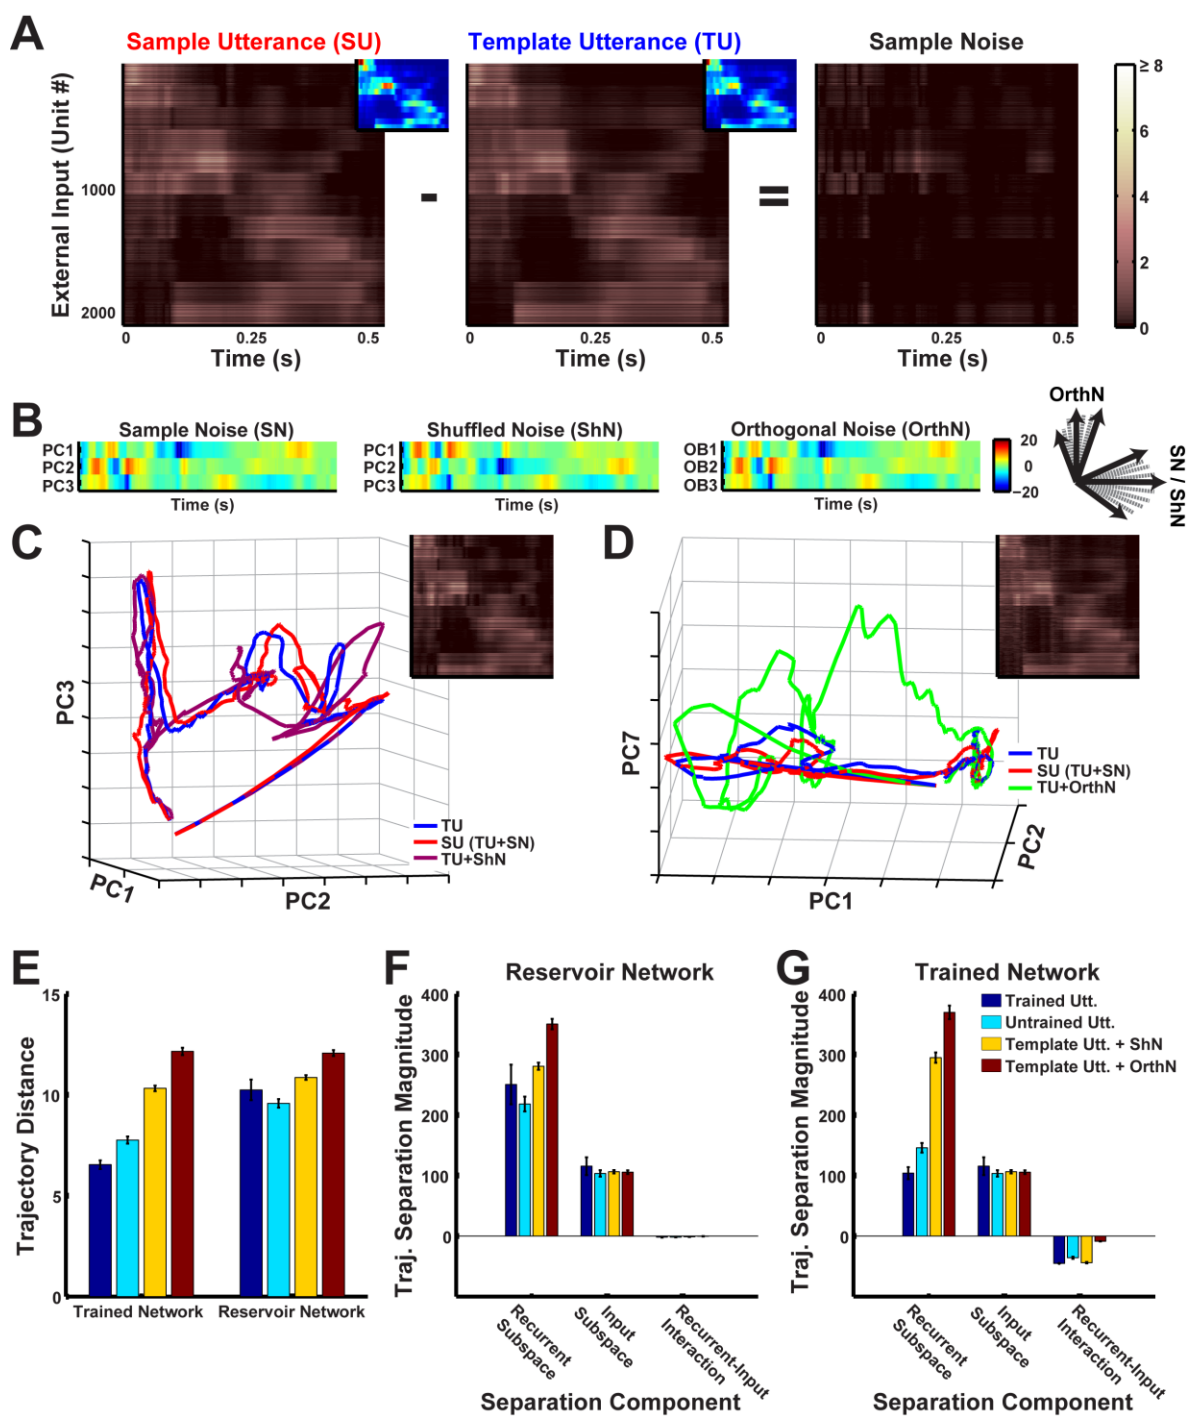 A
Sample Utterance (SU)
Template Utterance (TU)
Sample Noise
External Input (Unit #)
1000
2000
0 0.25 0.5
Time (s)
-
0 0.25 0.5
Time (s)
=
0 0.25 0.5
Time (s)
≥ 8
6
4
2
0
B
Sample Noise (SN)
PC1
PC2
PC3
Time (s)
Shuffled Noise (ShN)
PC1
PC2
PC3
Time (s)
Orthogonal Noise (OrthN)
OB1
OB2
OB3
Time (s)
20
0
−20
OrthN
SN / ShN
C
PC3
PC1
PC2
TU
SU (TU+SN)
TU+ShN
D
PC7
PC1
PC2
TU
SU (TU+SN)
TU+OrthN
E
Trajectory Distance
15
10
5
0
Trained Network
Reservoir Network
F
Reservoir Network
Traj. Separation Magnitude
400
300
200
100
0
Recurrent
Subspace
Input
Subspace
Recurrent-Input
Interaction
Separation Component
G
Trained Network
Traj. Separation Magnitude
400
300
200
100
0
Trained Utt.
Untrained Utt.
Template Utt. + ShN
Template Utt. + OrthN
Recurrent
Subspace
Input
Subspace
Recurrent-Input
Interaction
Separation Component